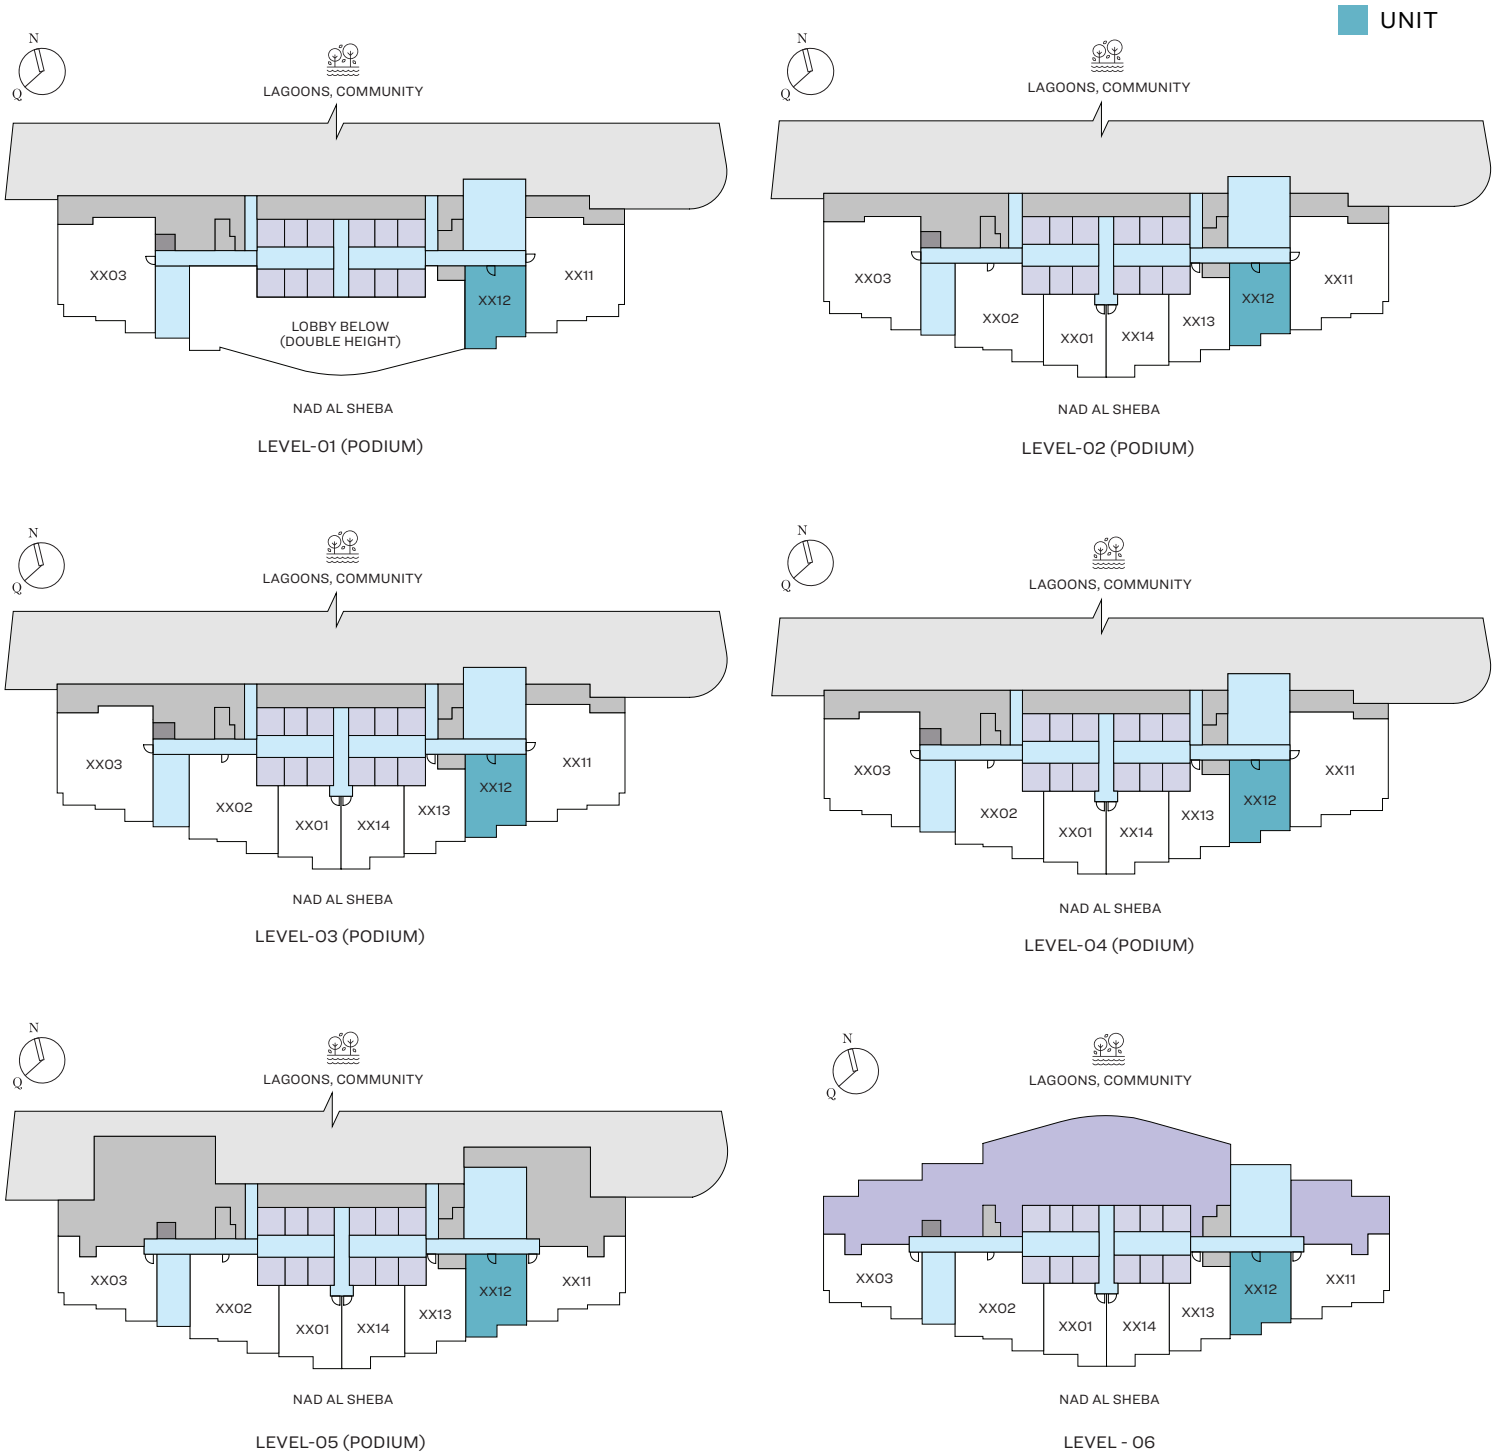 UNIT
N
Q
LAGOONS, COMMUNITY
XX03
XX11
XX12
LOBBY BELOW
(DOUBLE HEIGHT)
NAD AL SHEBA
LEVEL-01 (PODIUM)
N
Q
LAGOONS, COMMUNITY
XX03
XX11
XX12
XX02
XX13
XX01
XX14
NAD AL SHEBA
LEVEL-02 (PODIUM)
N
Q
LAGOONS, COMMUNITY
XX03
XX11
XX12
XX02
XX13
XX01
XX14
NAD AL SHEBA
LEVEL-03 (PODIUM)
N
Q
LAGOONS, COMMUNITY
XX03
XX11
XX12
XX02
XX13
XX01
XX14
NAD AL SHEBA
LEVEL-04 (PODIUM)
N
Q
LAGOONS, COMMUNITY
XX03
XX11
XX12
XX02
XX13
XX01
XX14
NAD AL SHEBA
LEVEL-05 (PODIUM)
N
Q
LAGOONS, COMMUNITY
XX03
XX11
XX12
XX02
XX13
XX01
XX14
NAD AL SHEBA
LEVEL - 06